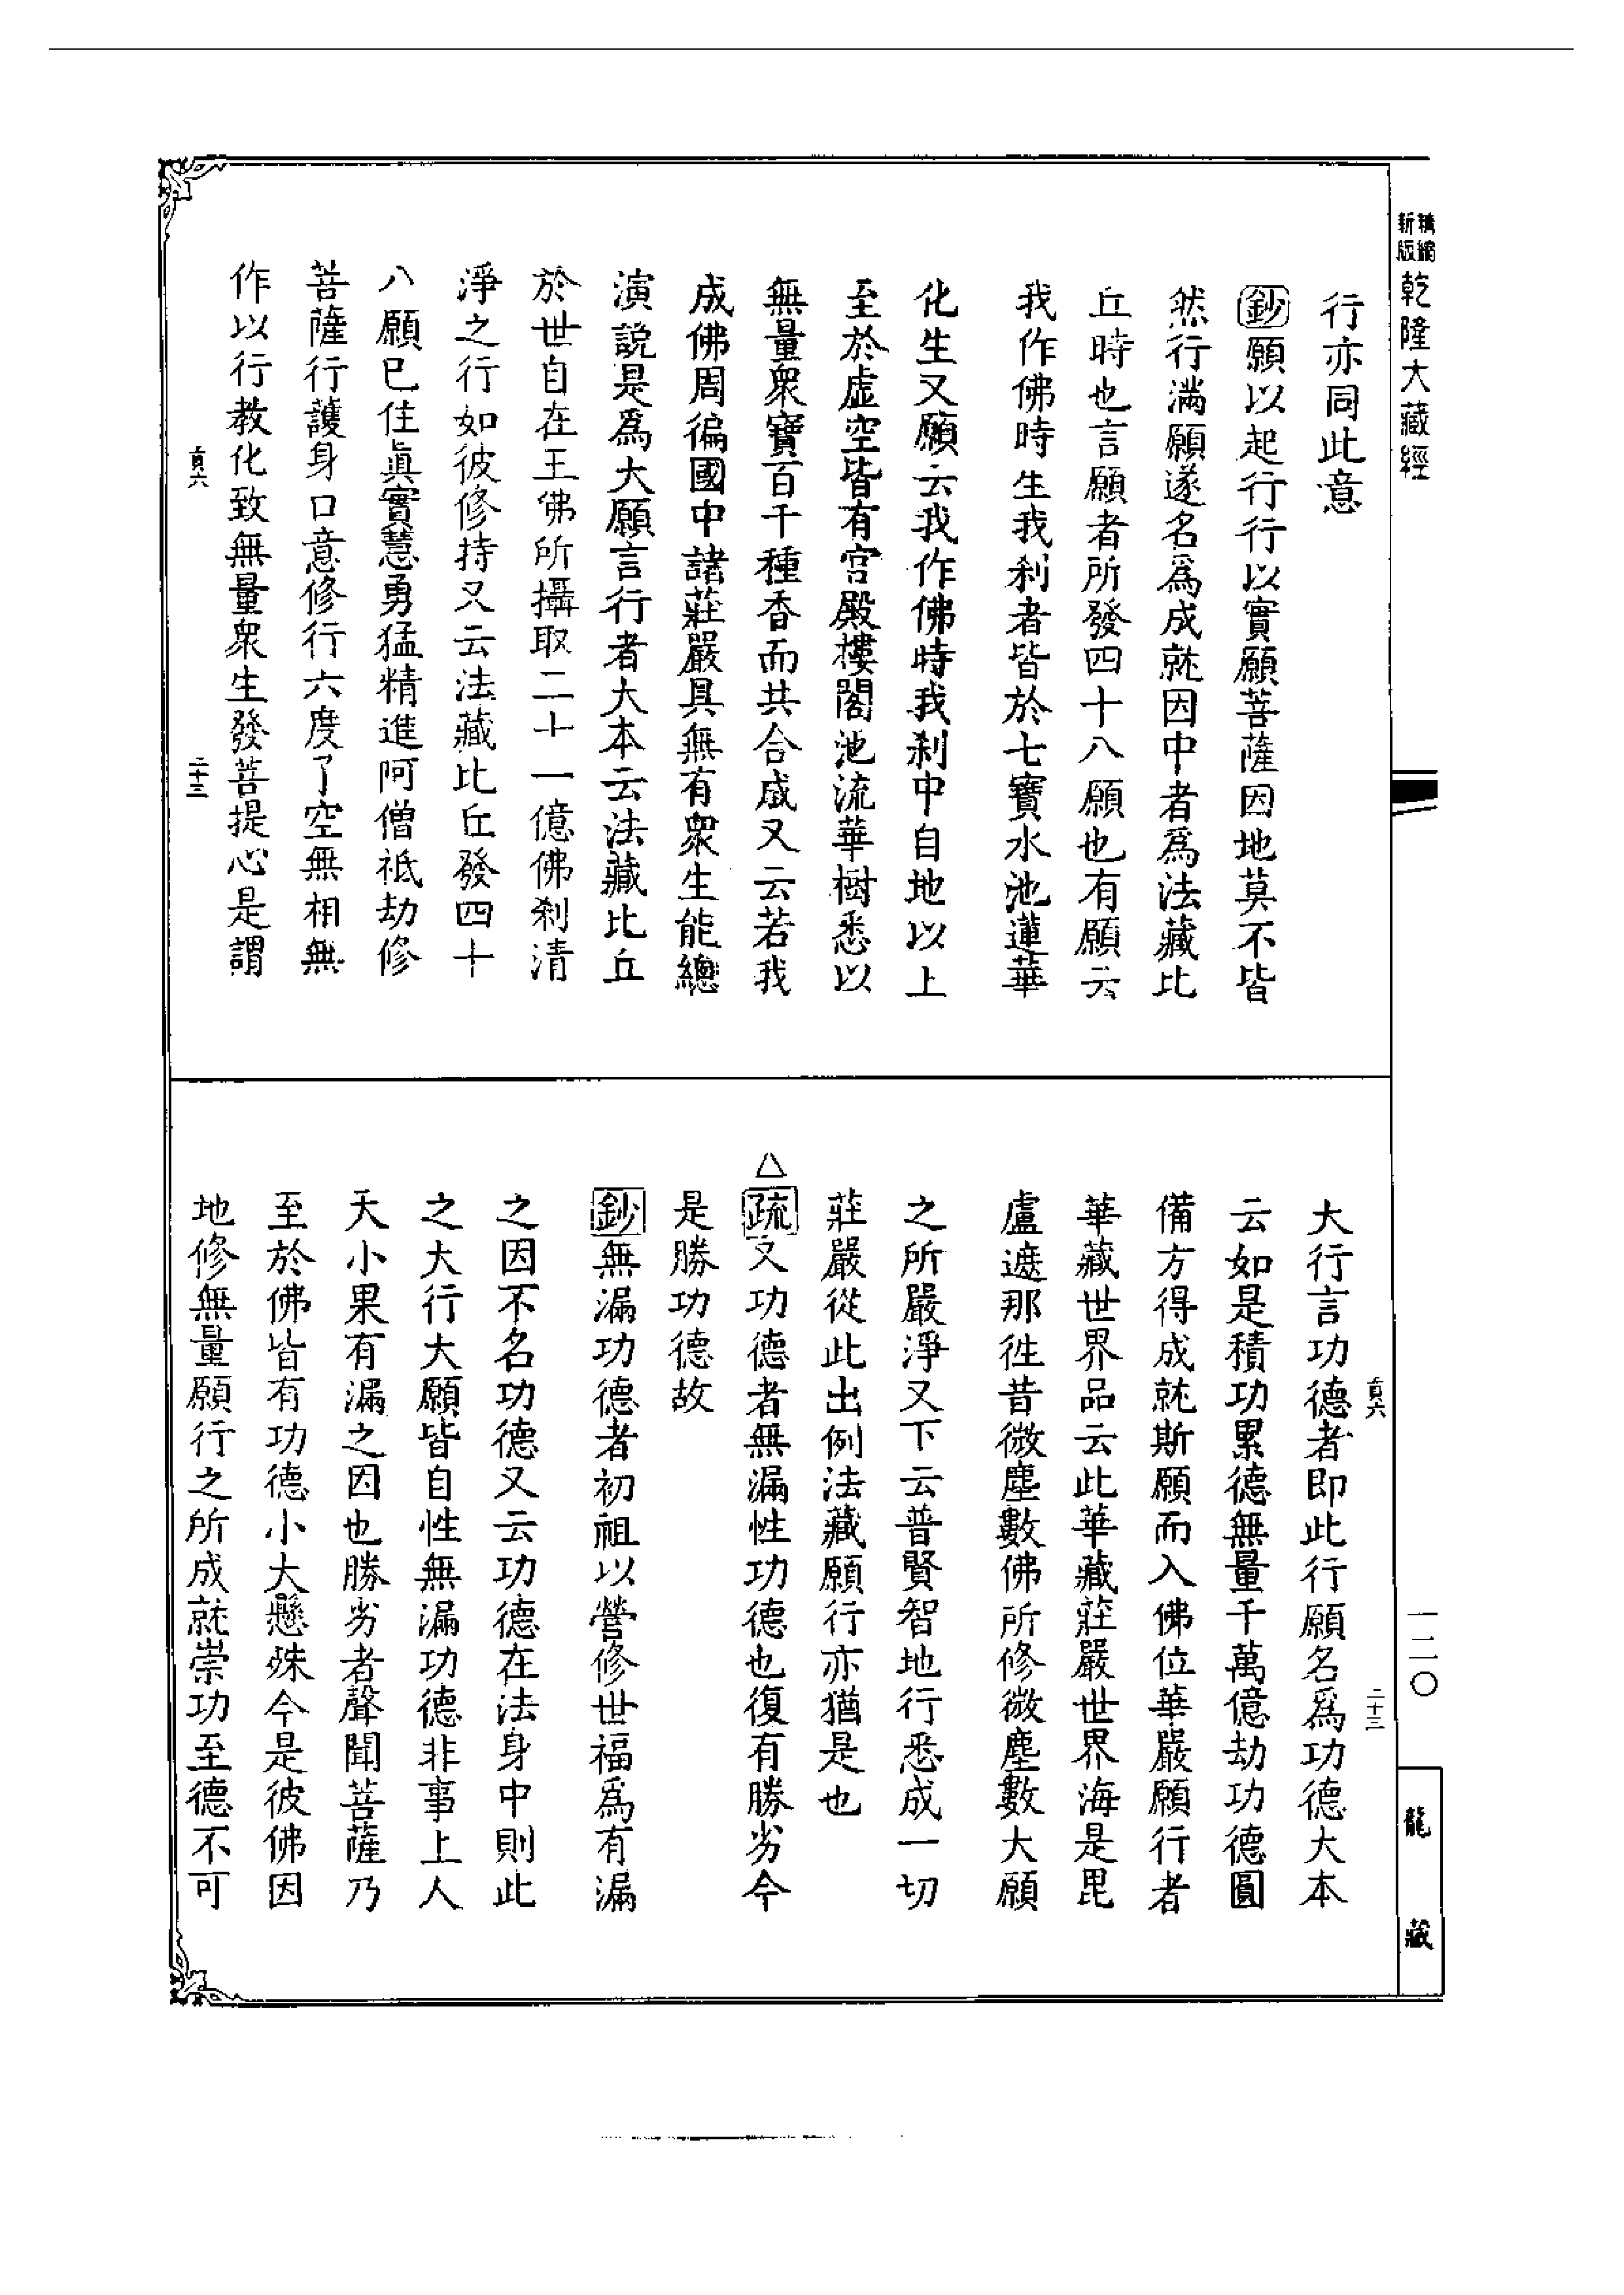 精縮
新版
乾隆大藏經
行亦同此意
鈔願以起行行以實願菩薩因地莫不皆
然行滿願遂名爲成就因中者爲法藏比
丘時也言願者所發四十八願也有願云
我作佛時生我刹者皆於七寶水池蓮華
化生又願云我作佛時我刹中自地以上
至於虛空皆有宮殿樓閣池流華樹悉以
無量衆寶百千種香而共合成又云若我
成佛周徧國中諸莊嚴具無有衆生能總
演説是爲大願言行者大本云法藏比丘
於世自在王佛所攝取二十一億佛刹清
淨之行如彼修持又云法藏比丘發四十
八願已住眞實慧勇猛精進阿僧祇劫修
菩薩行護身口意修行六度了空無相無
作以行教化致無量衆生發菩提心是謂
二十三
二十三
大行言功德者即此行願名爲功德大本
云如是積功累德無量千萬億劫功德圓
備方得成就斯願而入佛位華嚴願行者
華藏世界品云此華藏莊嚴世界海是毘
盧遮那徃昔微塵數佛所修微塵數大願
之所嚴淨又下云普賢智地行悉成一切
莊嚴從此出例法藏願行亦猶是也
△疏又功德者無漏性功德也復有勝劣今
是勝功德故
鈔無漏功德者初祖以營修世福爲有漏
之因不名功德又云功德在法身中則此
之大行大願皆自性無漏功德非事上人
天小果有漏之因也勝劣者聲聞菩薩乃
至於佛皆有功德小大懸殊今是彼佛因
地修無量願行之所成就崇功至德不可
一二〇
龍藏